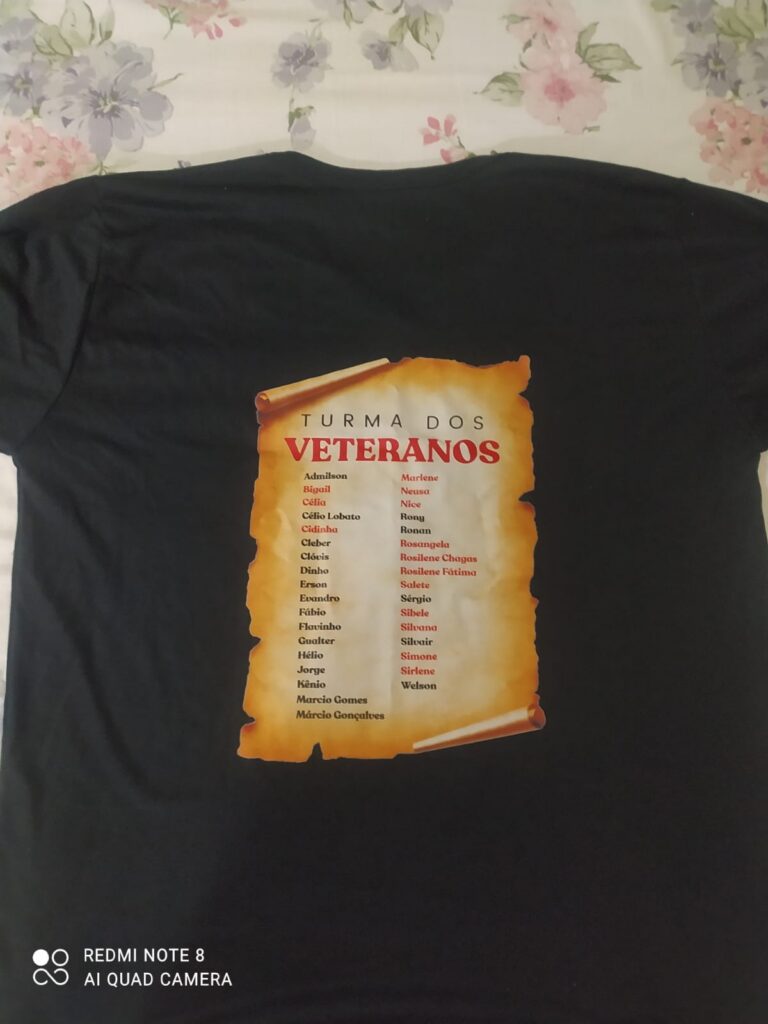 TURMA DOS
VETERANOS
Admilson
Bigail
Célia
Célio Lobato
Cidinha
Cleber
Clóvis
Dinho
Erson
Evandro
Fábio
Flavinho
Gualter
Hélio
Jorge
Kênio
Marcio Gomes
Márcio Gonçalves
Marlene
Neusa
Nice
Rony
Ronan
Rosangela
Rosilene Chagas
Rosilene Fátima
Salete
Sérgio
Sibele
Silvana
Silvair
Simone
Sirlene
Welson
REDMI NOTE 8
AI QUAD CAMERA